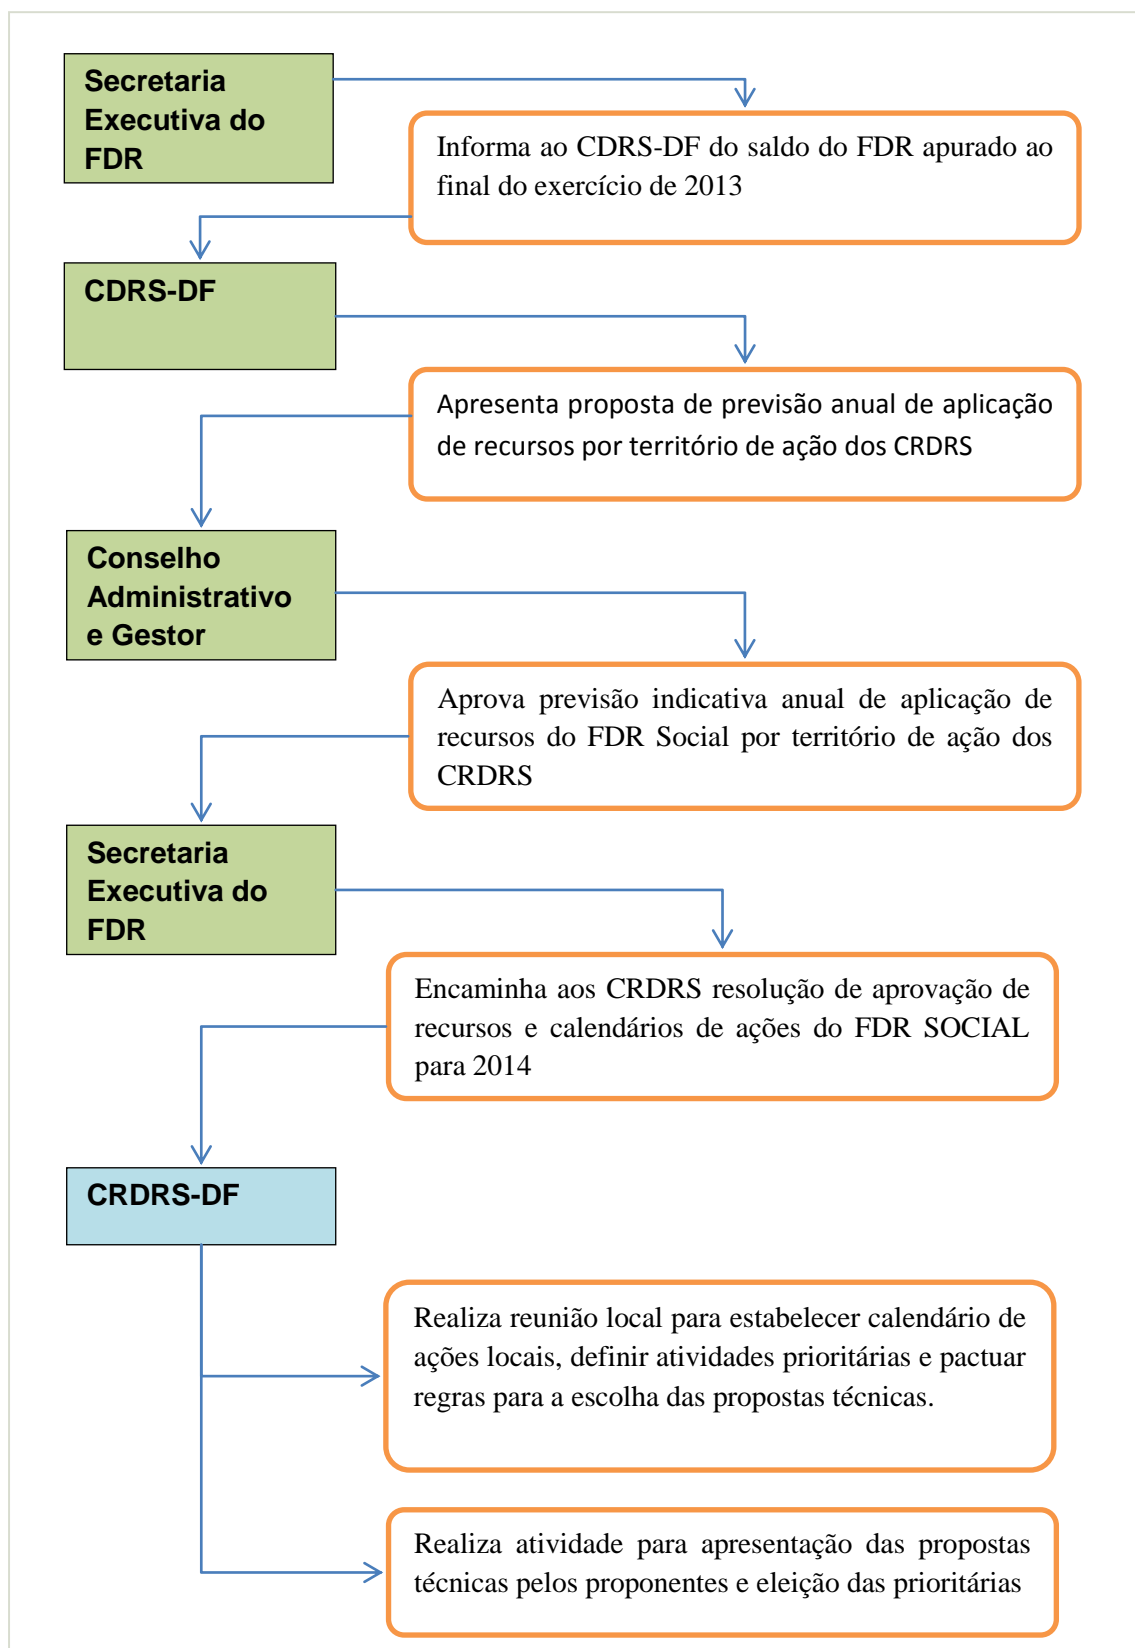 Secretaria
Executiva do
FDR
Informa ao CDRS-DF do saldo do FDR apurado ao
final do exercício de 2013
CDRS-DF
Apresenta proposta de previsão anual de aplicação
de recursos por território de ação dos CRDRS
Conselho
Administrativo
e Gestor
Aprova previsão indicativa anual de aplicação de
recursos do FDR Social por território de ação dos
CRDRS
Secretaria
Executiva do
FDR
Encaminha aos CRDRS resolução de aprovação de
recursos e calendários de ações do FDR SOCIAL
para 2014
CRDRS-DF
Realiza reunião local para estabelecer calendário de
ações locais, definir atividades prioritárias e pactuar
regras para a escolha das propostas técnicas.
Realiza atividade para apresentação das propostas
técnicas pelos proponentes e eleição das prioritárias